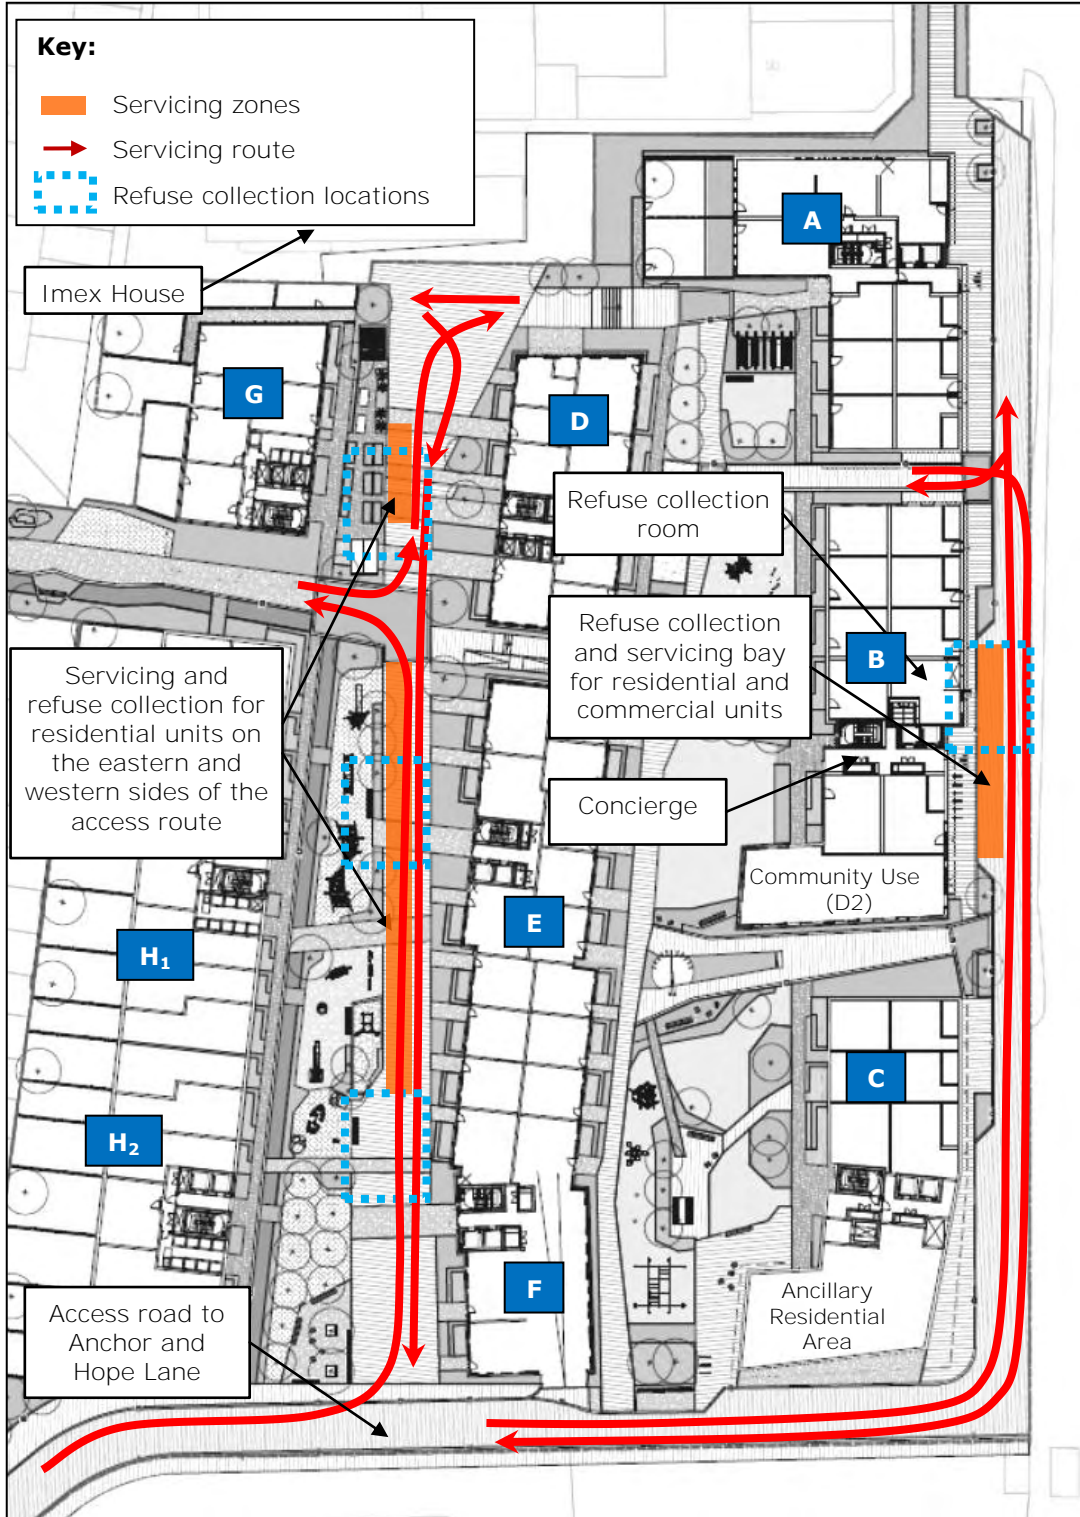 Key:
Servicing zones
Servicing route
Refuse collection locations
Imex House
A
G
D
Refuse collection
room
Refuse collection
and servicing bay
for residential and
commercial units
B
Servicing and
refuse collection for
residential units on
the eastern and
western sides of the
access route
Concierge
Community Use
(D2)
E
H₁
C
H₂
F
Ancillary
Residential
Area
Access road to
Anchor and
Hope Lane